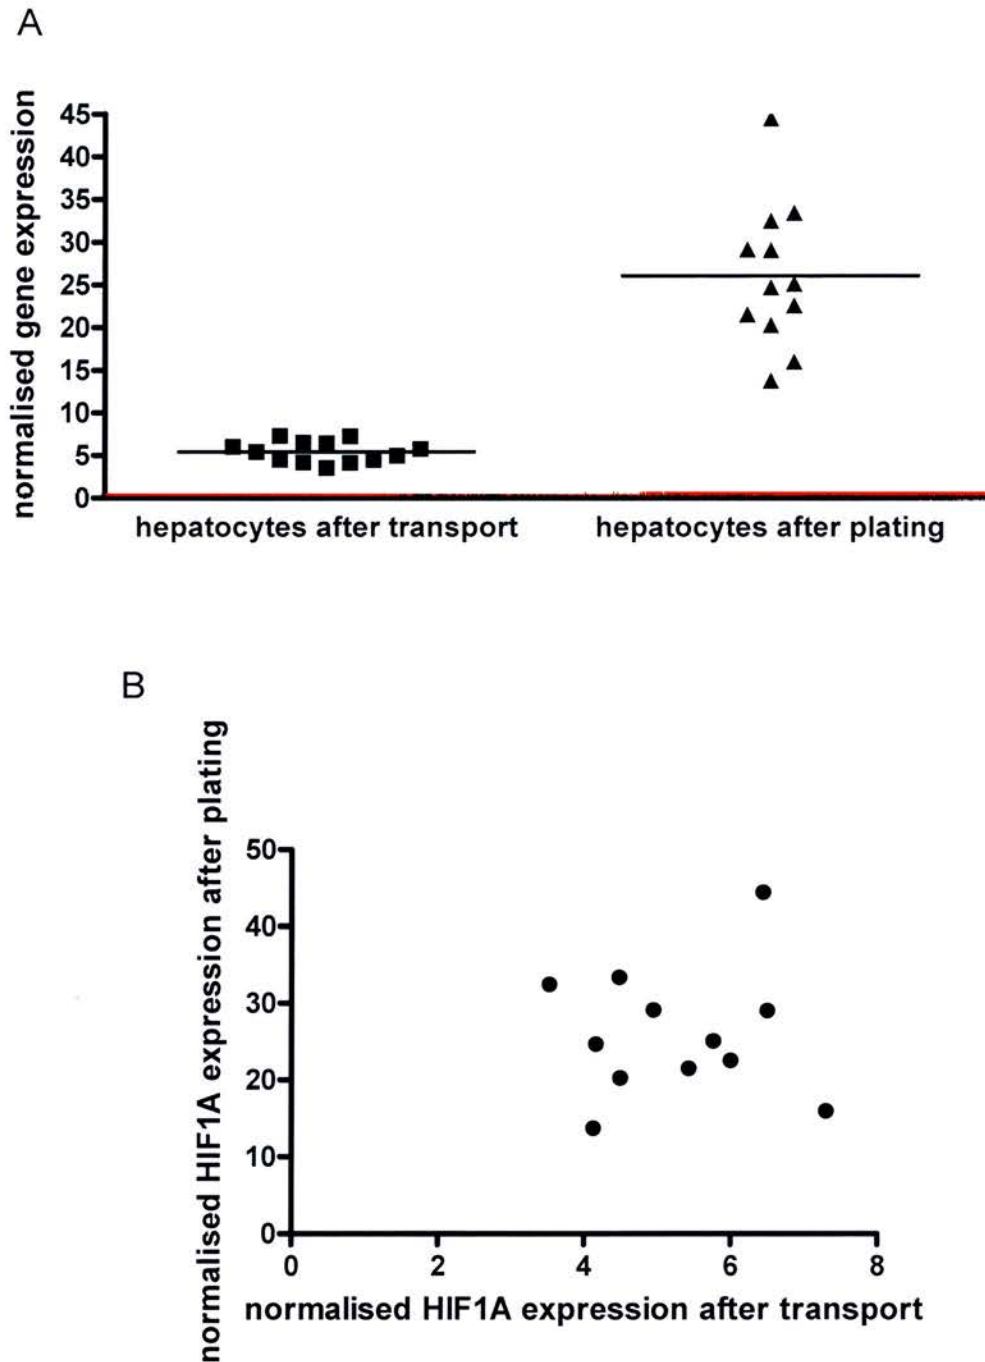 A
normalised gene expression
45
40
35
30
25
20
15
10
5
0
hepatocytes after transport
hepatocytes after plating
B
normalised HIF1A expression after plating
50
40
30
20
10
0
0 2 4 6 8
normalised HIF1A expression after transport